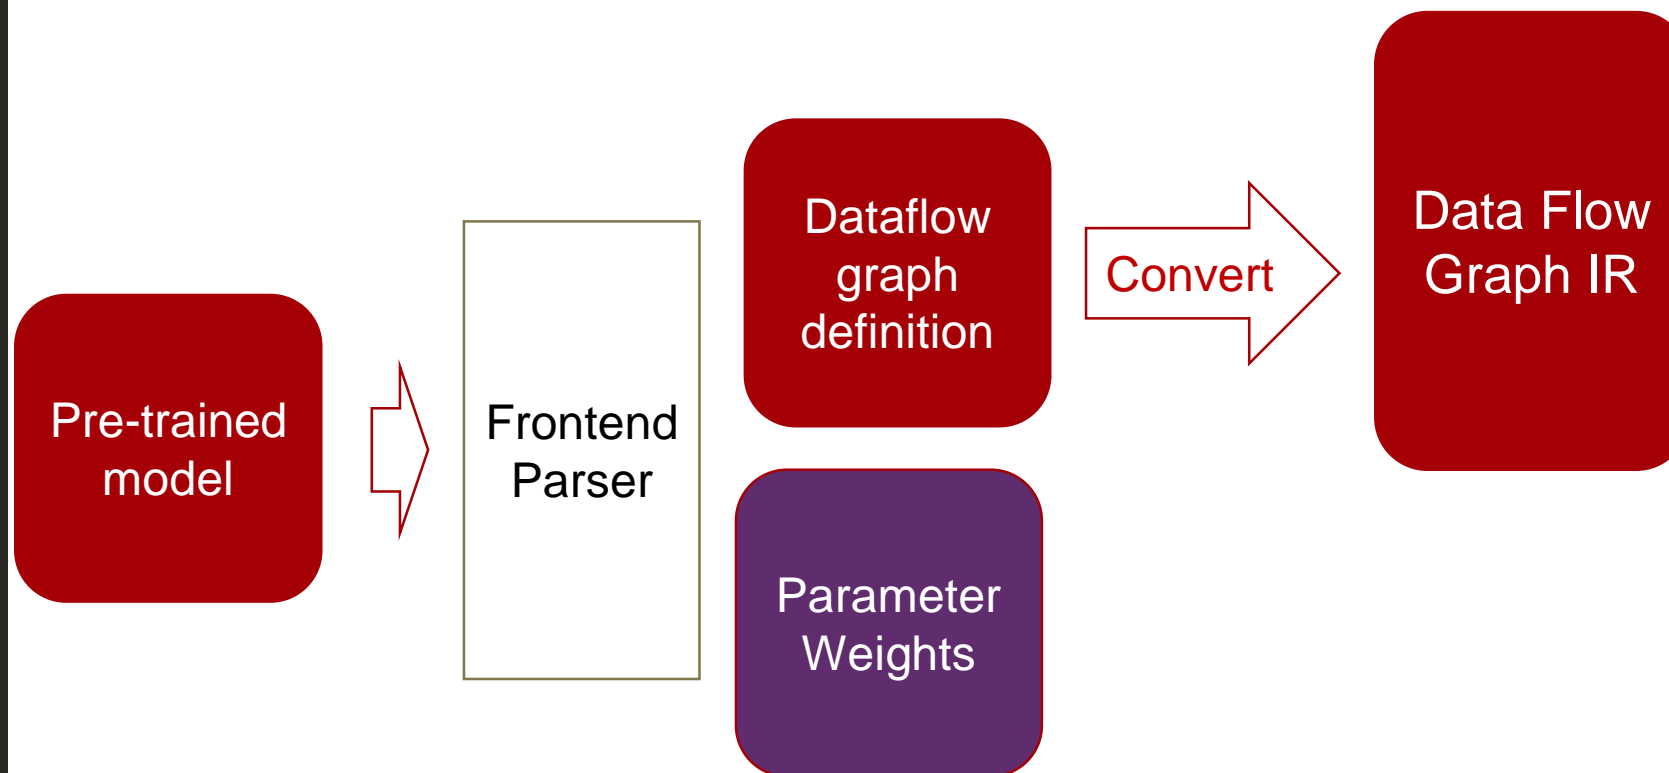 Pre-trained
model
Frontend
Parser
Dataflow
graph
definition
Parameter
Weights
Convert
Data Flow
Graph IR